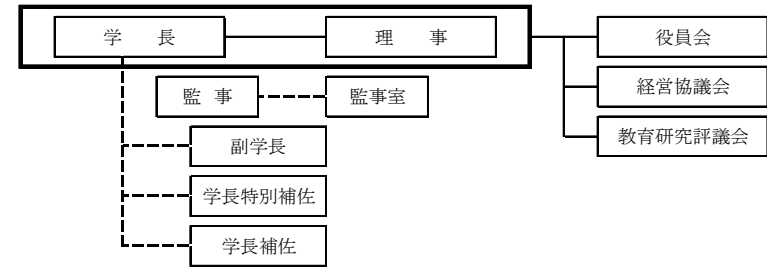 学 長
理 事
役員会
監 事
監事室
経営協議会
副学長
教育研究評議会
学長特別補佐
学長補佐